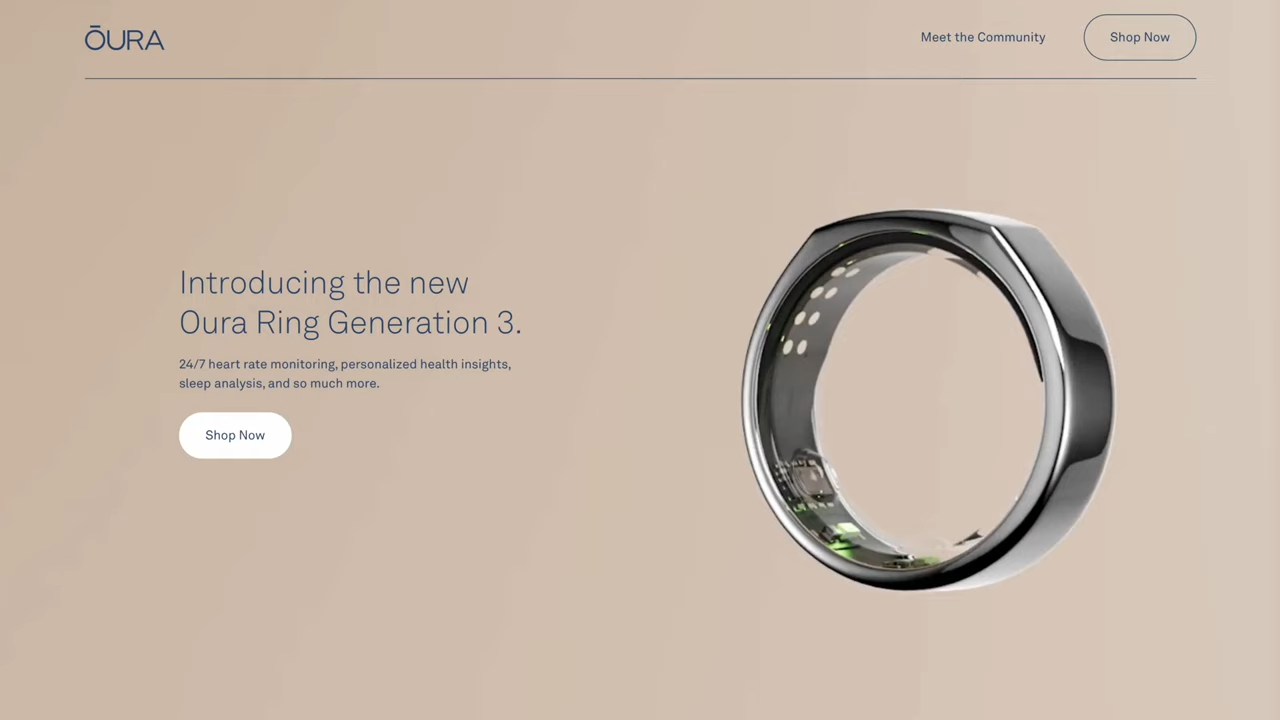 ŌURA
Meet the Community
Shop Now
Introducing the new
Oura Ring Generation 3.
24/7 heart rate monitoring, personalized health insights,
sleep analysis, and so much more.
Shop Now